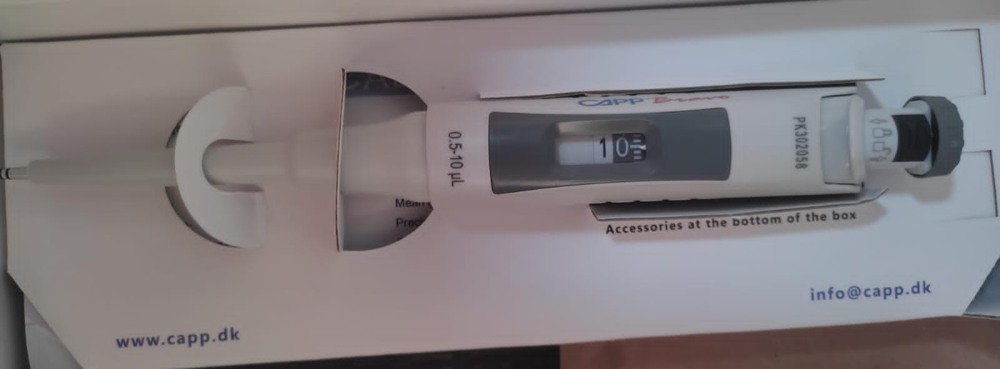 CAPP Bravo
0.5-10 µL
10
PK302058
Mean
Accessories at the bottom of the box
info@capp.dk
www.capp.dk